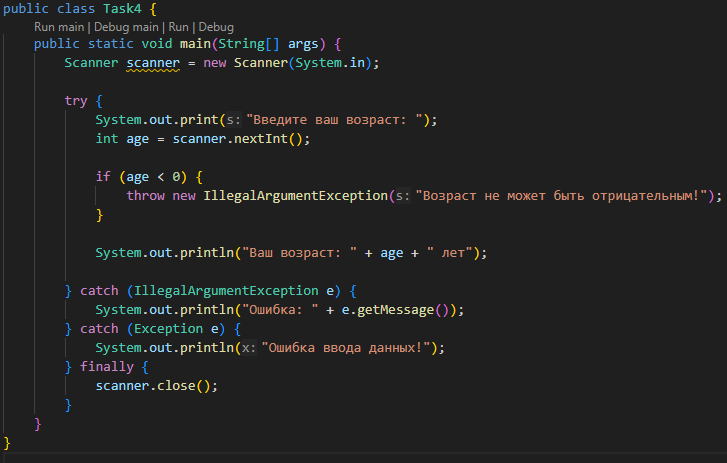 public class Task4 {
Run main | Debug main | Run | Debug
public static void main(String[] args) {
Scanner scanner = new Scanner(System.in);
try {
System.out.print(s: "Введите ваш возраст: ");
int age = scanner.nextInt();
if (age < 0) {
throw new IllegalArgumentException(s: "Возраст не может быть отрицательным!");
}
System.out.println("Ваш возраст: " + age + " лет");
} catch (IllegalArgumentException e) {
System.out.println("Ошибка: " + e.getMessage());
} catch (Exception e) {
System.out.println(x: "Ошибка ввода данных!");
} finally {
scanner.close();
}
}
}